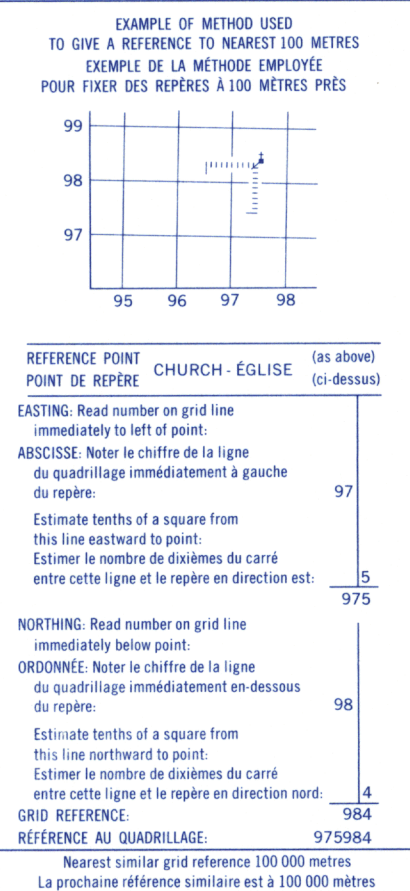 EXAMPLE OF METHOD USED
TO GIVE A REFERENCE TO NEAREST 100 METRES
EXEMPLE DE LA MÉTHODE EMPLOYÉE
POUR FIXER DES REPÈRES À 100 MÈTRES PRÈS
99
98
97
95 96 97 98
REFERENCE POINT
POINT DE REPÈRE
CHURCH - ÉGLISE
(as above)
(ci-dessus)
EASTING: Read number on grid line
immediately to left of point:
ABSCISSE: Noter le chiffre de la ligne
du quadrillage immédiatement à gauche
du repère: 97
Estimate tenths of a square from
this line eastward to point:
Estimer le nombre de dixièmes du carré
entre cette ligne et le repère en direction est: 5
975
NORTHING: Read number on grid line
immediately below point:
ORDONNÉE: Noter le chiffre de la ligne
du quadrillage immédiatement en-dessous
du repère: 98
Estimate tenths of a square from
this line northward to point:
Estimer le nombre de dixièmes du carré
entre cette ligne et le repère en direction nord: 4
GRID REFERENCE: 984
RÉFÉRENCE AU QUADRILLAGE: 975984
Nearest similar grid reference 100 000 metres
La prochaine référence similaire est à 100 000 mètres